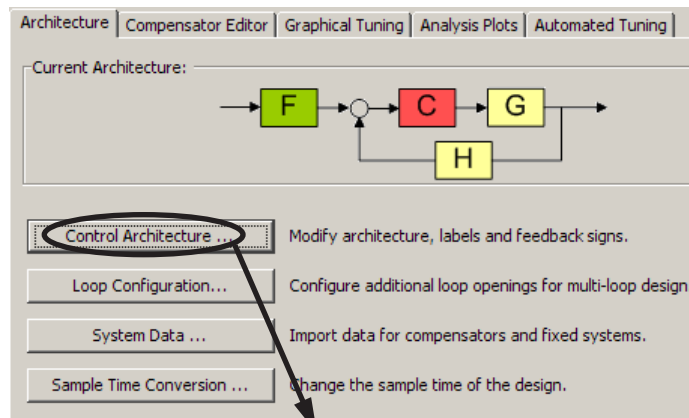 Architecture Compensator Editor Graphical Tuning Analysis Plots Automated Tuning
Current Architecture:
F C G
H
Control Architecture ... Modify architecture, labels and feedback signs.
Loop Configuration... Configure additional loop openings for multi-loop design
System Data ... Import data for compensators and fixed systems.
Sample Time Conversion ... Change the sample time of the design.